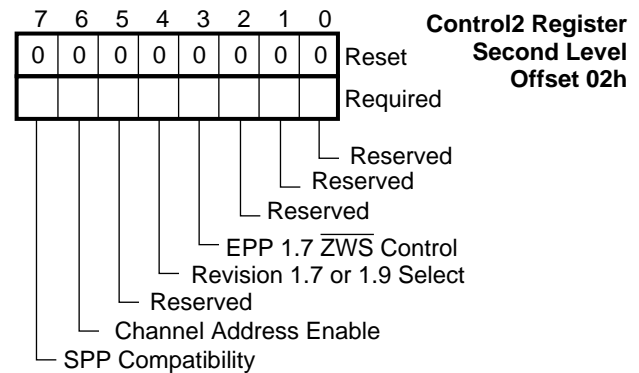 7 6 5 4 3 2 1 0
Control2 Register
Second Level
Offset 02h
0 0 0 0 0 0 0 0 Reset
Required
Reserved
Reserved
Reserved
EPP 1.7 Z̅W̅S̅ Control
Revision 1.7 or 1.9 Select
Reserved
Channel Address Enable
SPP Compatibility